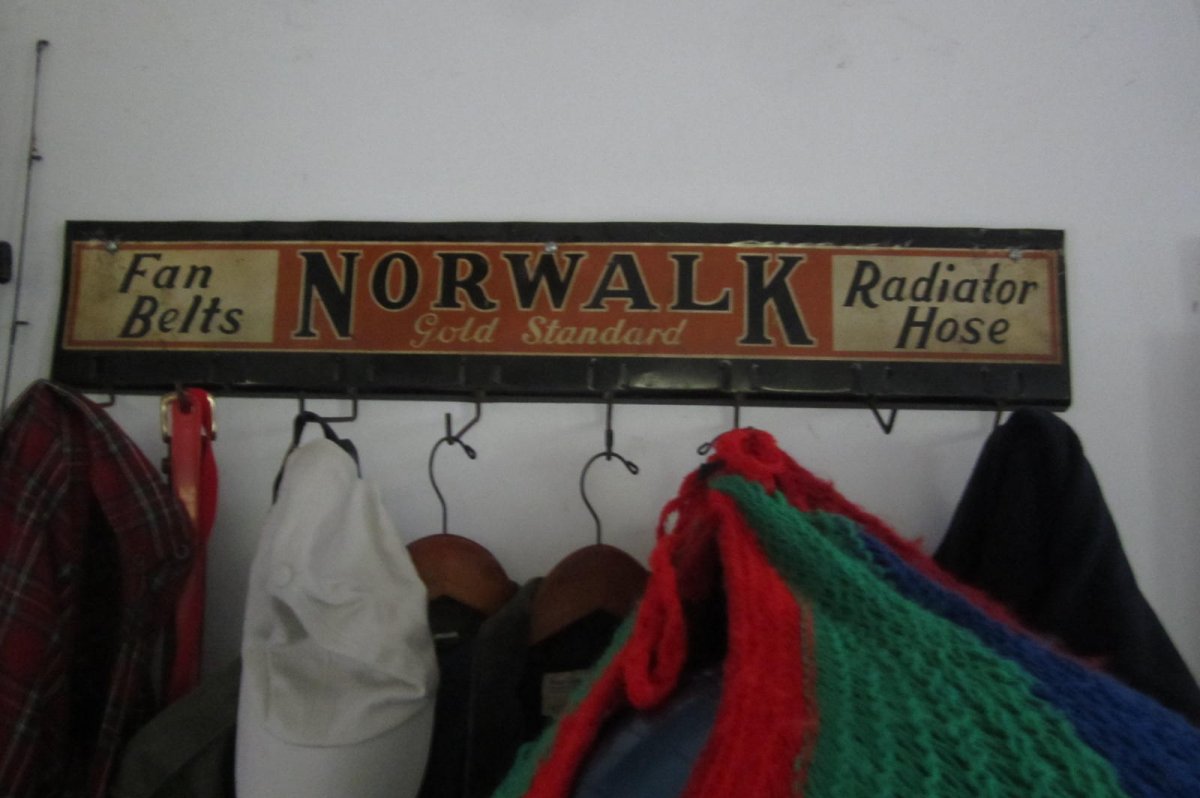 Fan
Belts
NORWALK
Gold Standard
Radiator
Hose